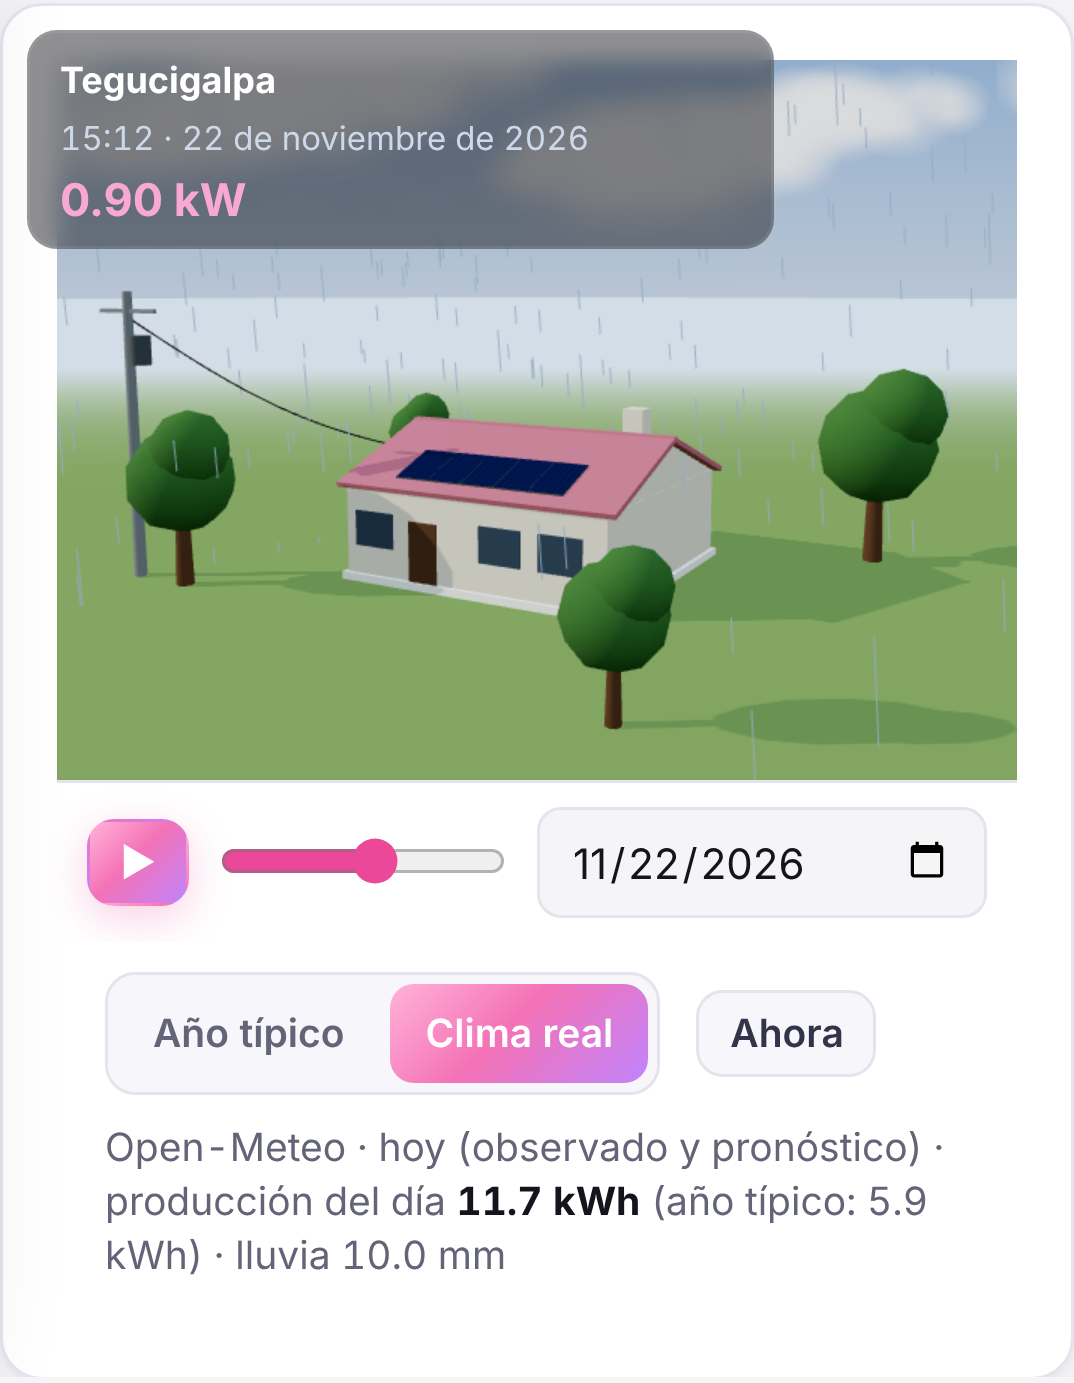 Tegucigalpa
15:12 · 22 de noviembre de 2026
0.90 kW
11/22/2026
Año típico
Clima real
Ahora
Open-Meteo · hoy (observado y pronóstico) ·
producción del día 11.7 kWh (año típico: 5.9
kWh) · lluvia 10.0 mm